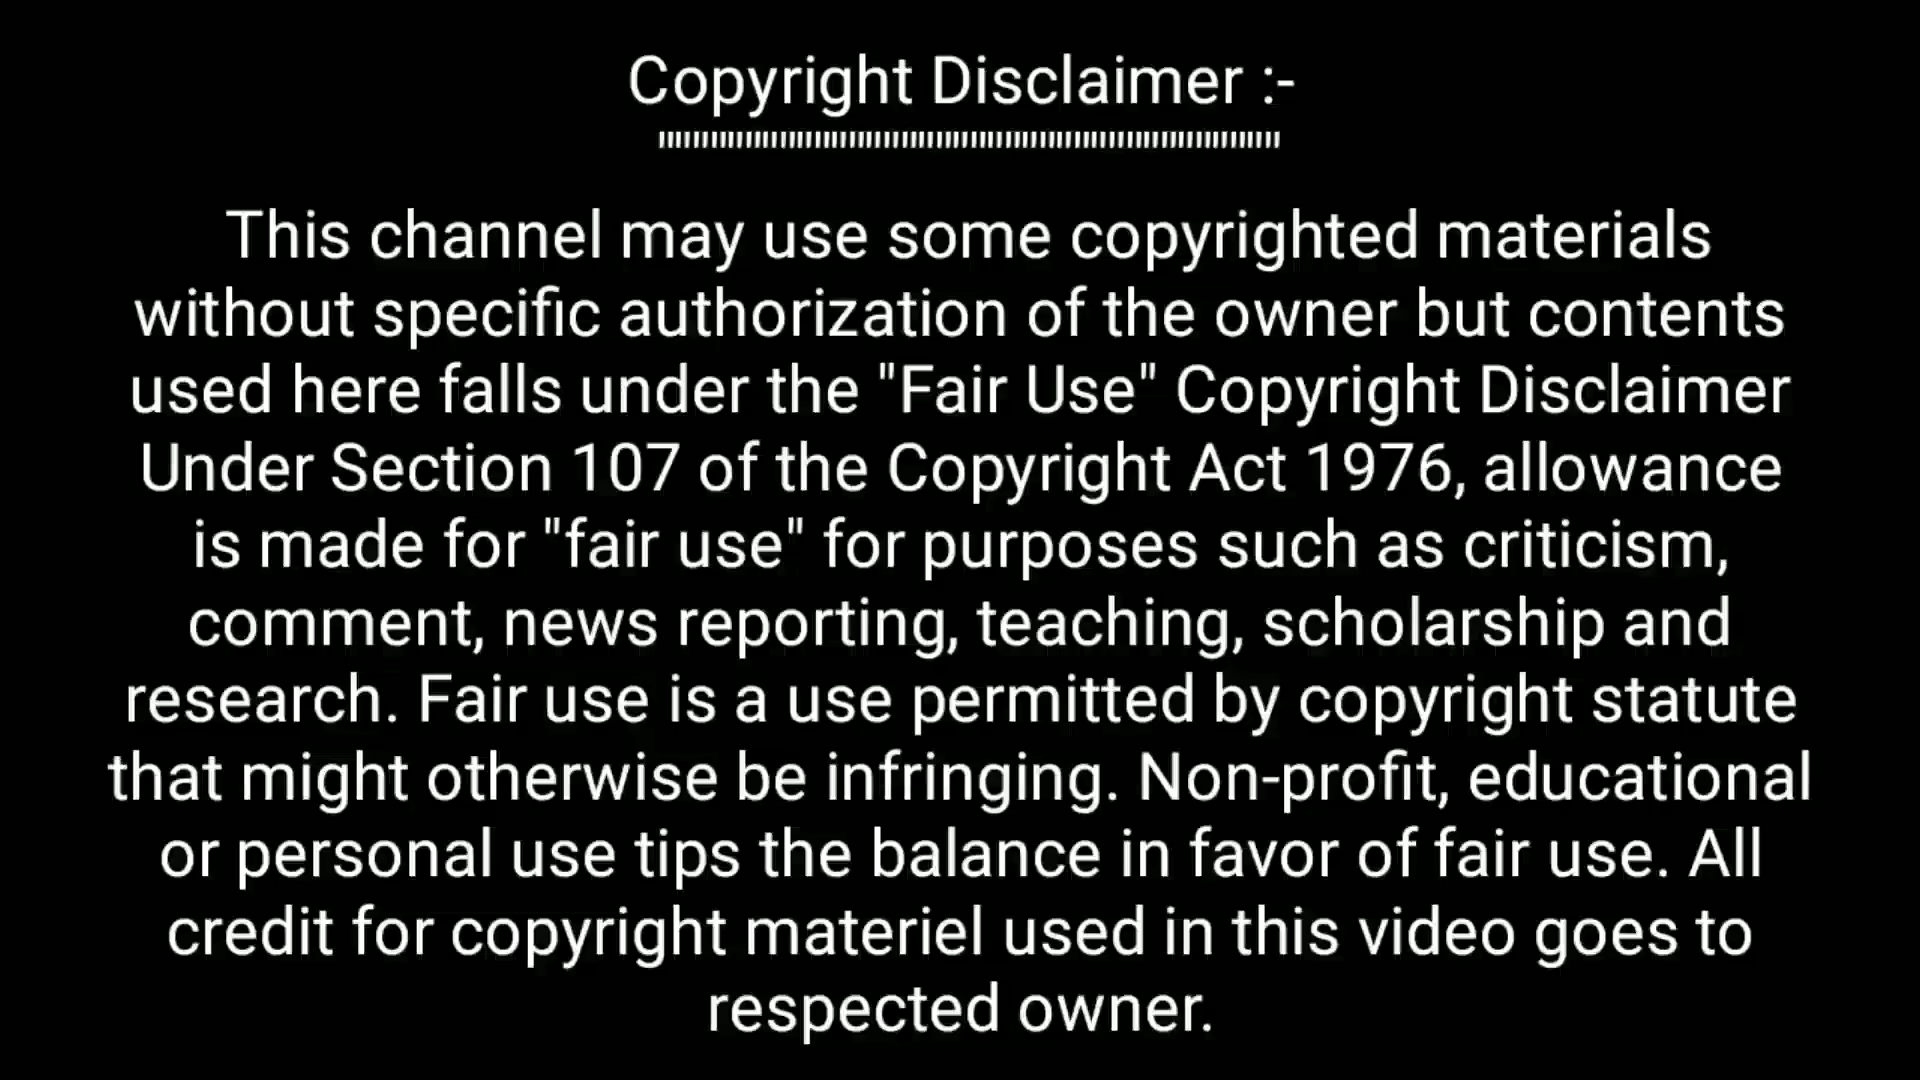 Copyright Disclaimer :-
This channel may use some copyrighted materials
without specific authorization of the owner but contents
used here falls under the "Fair Use" Copyright Disclaimer
Under Section 107 of the Copyright Act 1976, allowance
is made for "fair use" for purposes such as criticism,
comment, news reporting, teaching, scholarship and
research. Fair use is a use permitted by copyright statute
that might otherwise be infringing. Non-profit, educational
or personal use tips the balance in favor of fair use. All
credit for copyright materiel used in this video goes to
respected owner.